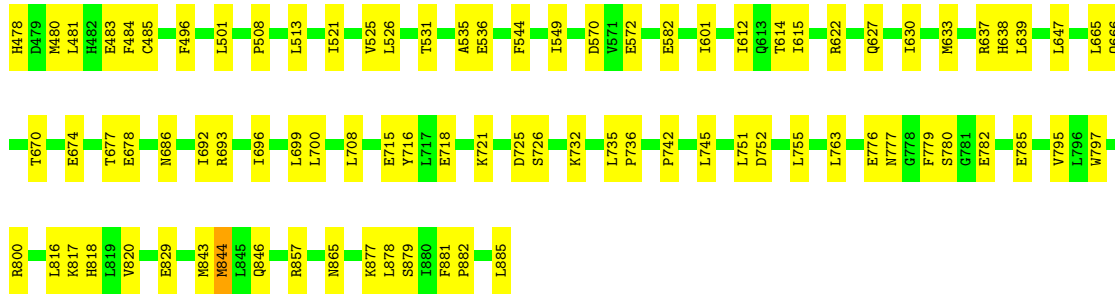 H478 D479 M480 L481 H482 E483 F484 C485 F496 L501 P508 L513 I521 V525 L526 T531 A535 E536 F544 I549 D570 V571 E572 E582 I601 I612 Q613 T614 I615 R622 Q627 I630 M633 R637 H638 L639 L647 L665
T670 E674 T677 E678 N686 I692 R693 I696 L699 L700 L708 E715 Y716 L717 E718 K721 D725 S726 K732 L735 P736 P742 L745 L751 D752 L755 L763 E776 N777 G778 F779 S780 G781 E782 E785 V795 L796 W797
R800 L816 K817 H818 L819 V820 E829 M843 M844 L845 Q846 R857 N865 K877 L878 S879 I880 F881 P882 L885